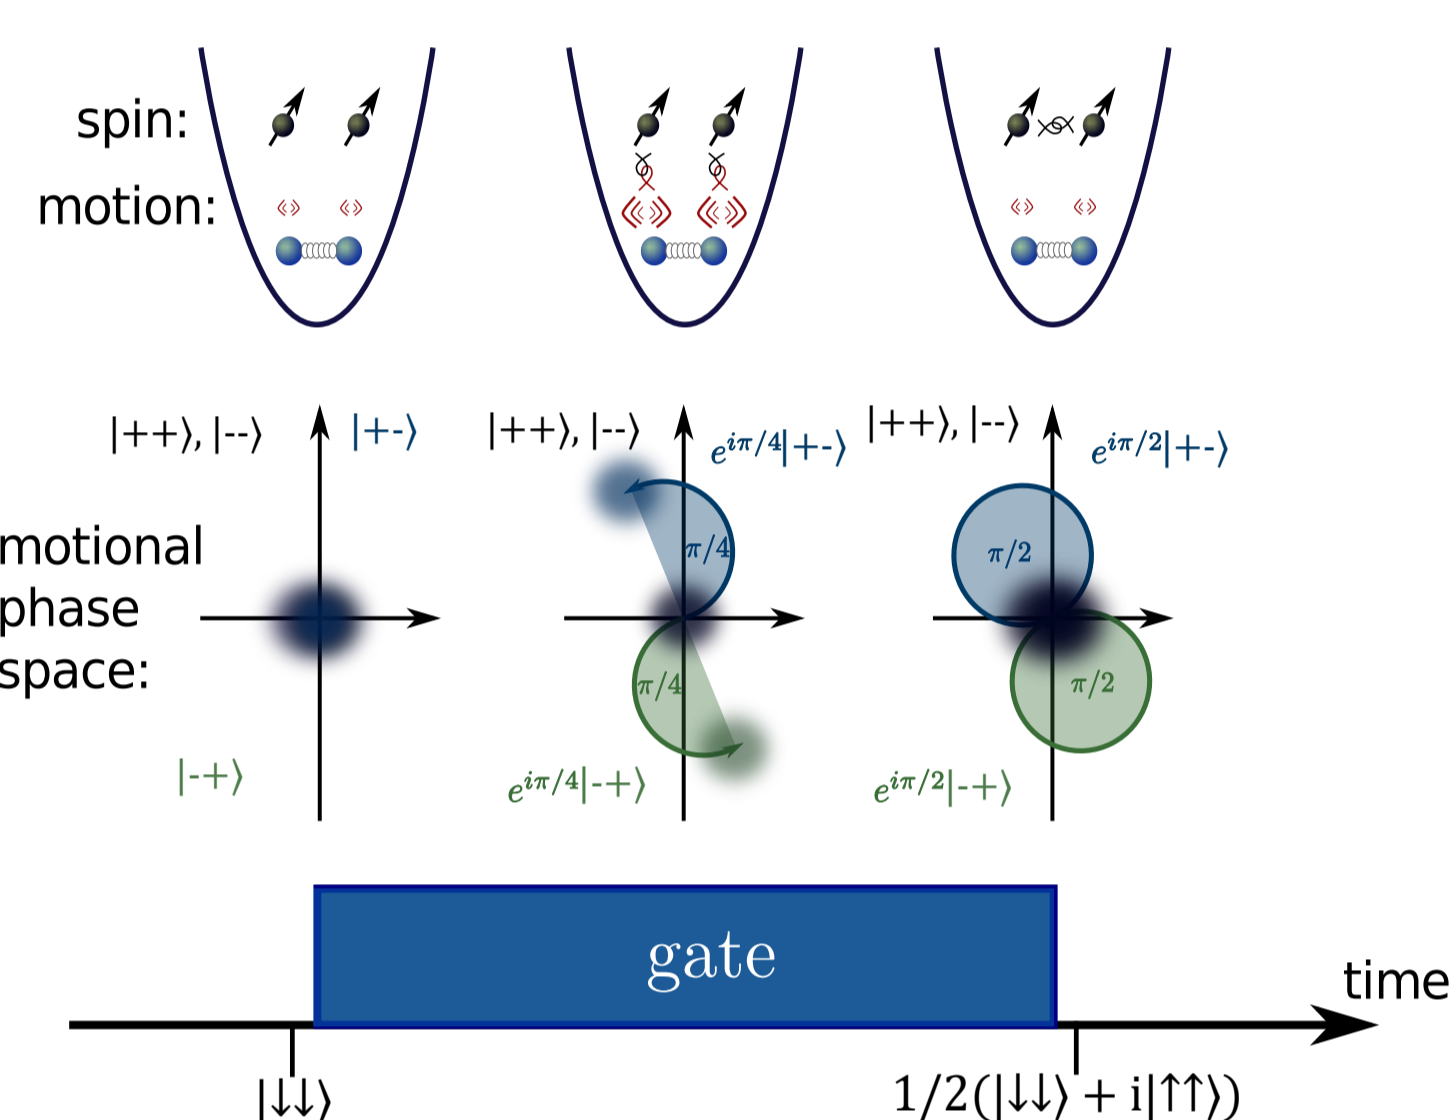 spin:
motion:
|++⟩, |--⟩ |+-⟩
|++⟩, |--⟩ e^{iπ/4}|+-⟩
|++⟩, |--⟩ e^{iπ/2}|+-⟩
motional
phase
space:
π/4
π/4
π/2
π/2
|-+⟩
e^{iπ/4}|-+⟩
e^{iπ/2}|-+⟩
gate
time
|↓↓⟩
1/2(|↓↓⟩ + i|↑↑⟩)